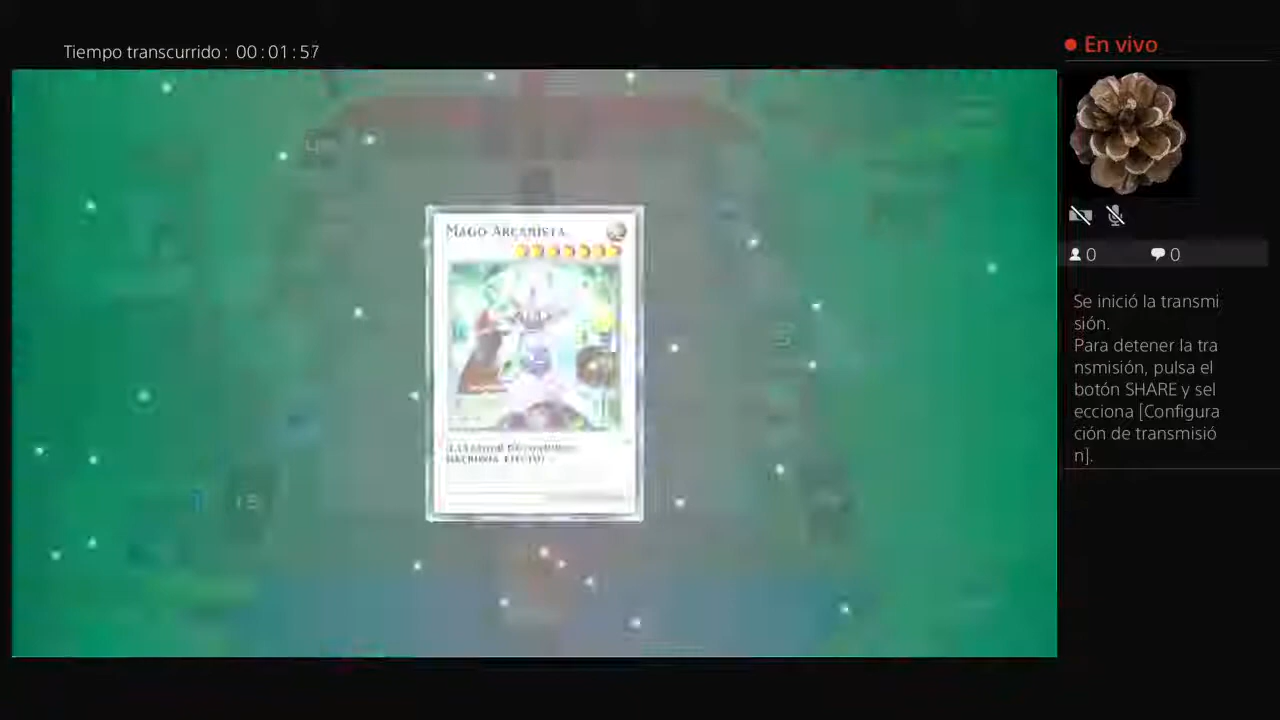 Tiempo transcurrido: 00:01:57
En vivo
MAGO ARCANISTA
0
0
Se inició la transmi
sión.
Para detener la tra
nsmisión, pulsa el
botón SHARE y sel
ecciona [Configura
ción de transmisió
n].